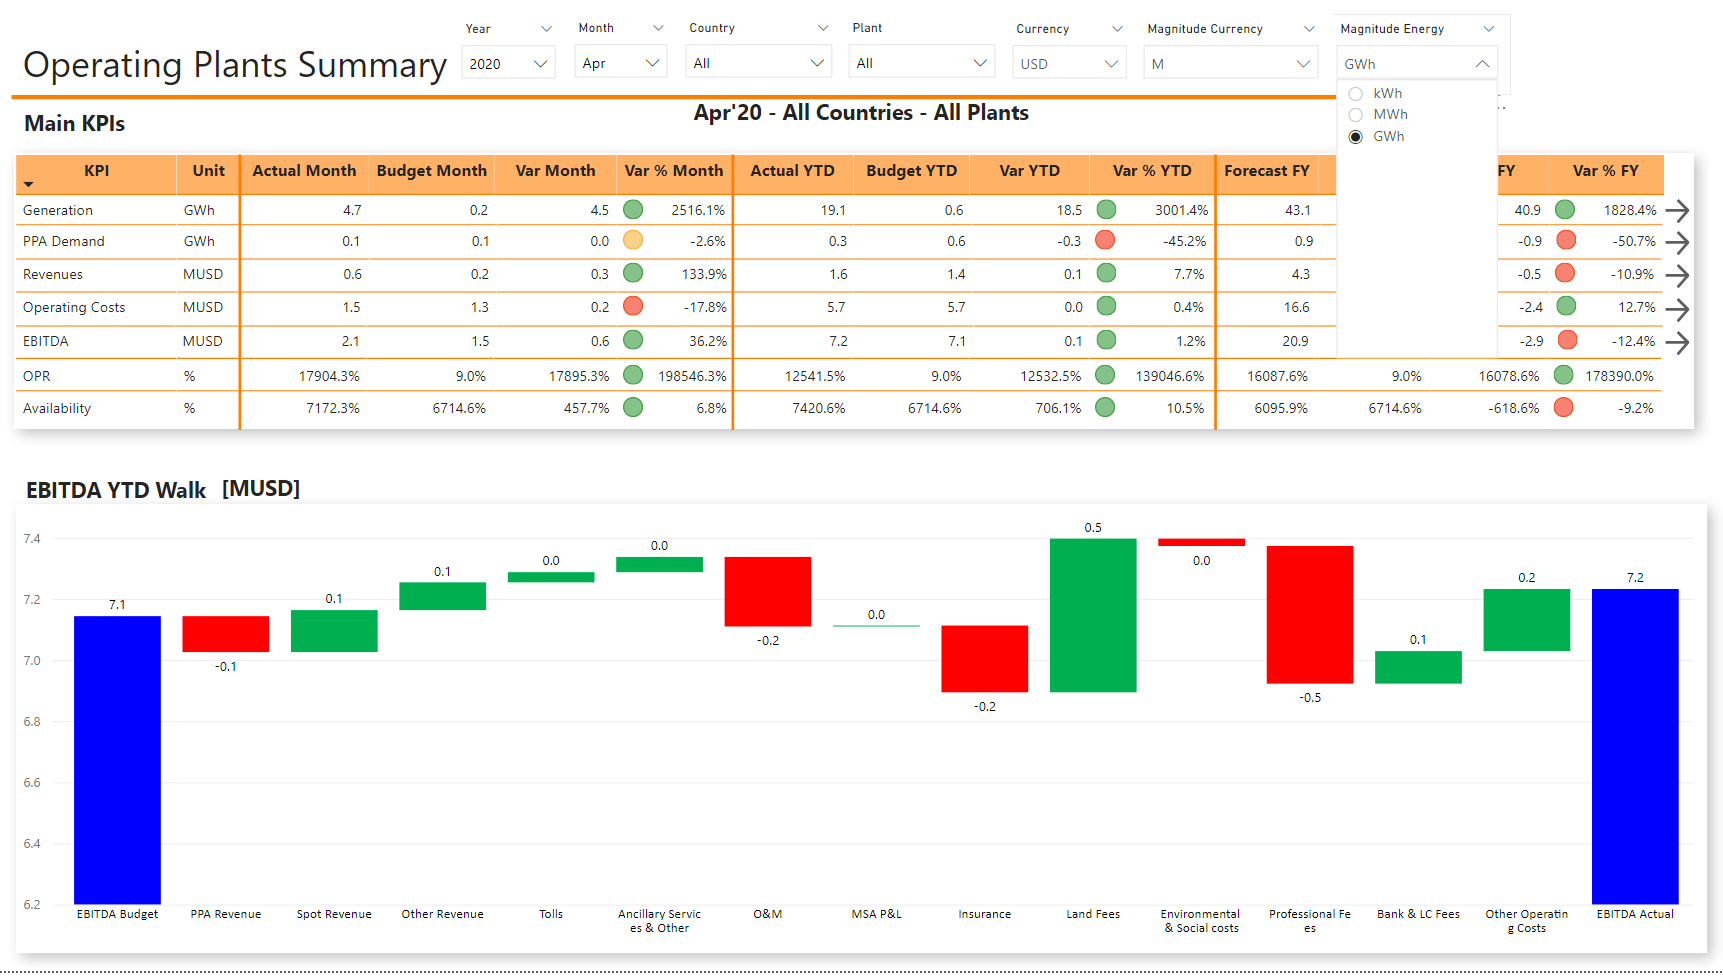 Year Month Country Plant Currency Magnitude Currency Magnitude Energy
Operating Plants Summary 2020 Apr All All USD M GWh
kWh
MWh
GWh
Apr'20 - All Countries - All Plants
Main KPIs
KPI Unit Actual Month Budget Month Var Month Var % Month Actual YTD Budget YTD Var YTD Var % YTD Forecast FY FY Var % FY
Generation GWh 4.7 0.2 4.5 2516.1% 19.1 0.6 18.5 3001.4% 43.1 40.9 1828.4%
PPA Demand GWh 0.1 0.1 0.0 -2.6% 0.3 0.6 -0.3 -45.2% 0.9 -0.9 -50.7%
Revenues MUSD 0.6 0.2 0.3 133.9% 1.6 1.4 0.1 7.7% 4.3 -0.5 -10.9%
Operating Costs MUSD 1.5 1.3 0.2 -17.8% 5.7 5.7 0.0 0.4% 16.6 -2.4 12.7%
EBITDA MUSD 2.1 1.5 0.6 36.2% 7.2 7.1 0.1 1.2% 20.9 -2.9 -12.4%
OPR % 17904.3% 9.0% 17895.3% 198546.3% 12541.5% 9.0% 12532.5% 139046.6% 16087.6% 9.0% 16078.6% 178390.0%
Availability % 7172.3% 6714.6% 457.7% 6.8% 7420.6% 6714.6% 706.1% 10.5% 6095.9% 6714.6% -618.6% -9.2%
EBITDA YTD Walk [MUSD]
7.4
7.2
7.0
6.8
6.6
6.4
6.2
7.1
-0.1
0.1
0.1
0.0
0.0
-0.2
0.0
-0.2
0.5
0.0
-0.5
0.1
0.2
7.2
EBITDA Budget PPA Revenue Spot Revenue Other Revenue Tolls Ancillary Servic O&M MSA P&L Insurance Land Fees Environmental Professional Fe Bank & LC Fees Other Operatin EBITDA Actual
es & Other & Social costs es g Costs